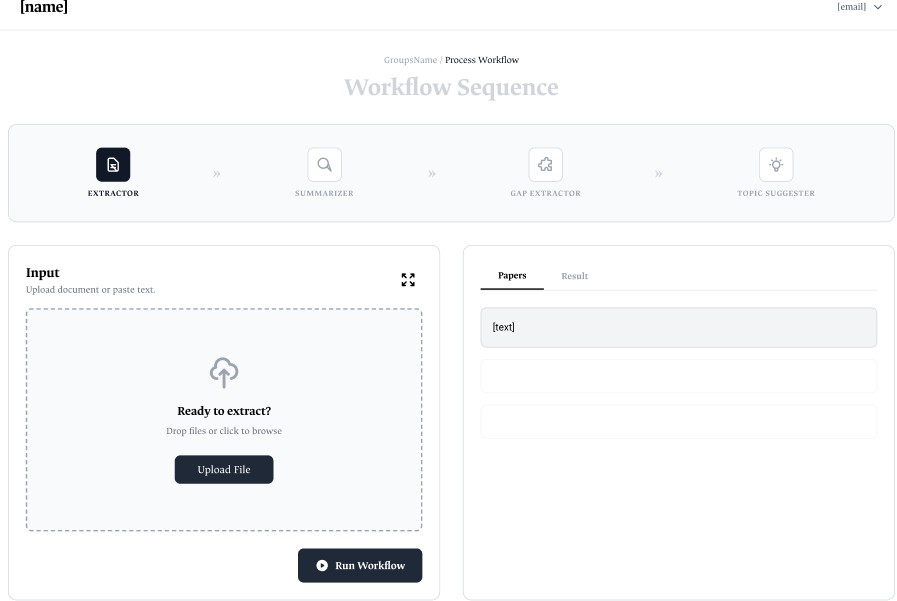 [name]
[email]
GroupsName / Process Workflow
Workflow Sequence
EXTRACTOR
»
SUMMARIZER
»
GAP EXTRACTOR
»
TOPIC SUGGESTER
Input
Upload document or paste text.
Ready to extract?
Drop files or click to browse
Upload File
Run Workflow
Papers
Result
[text]